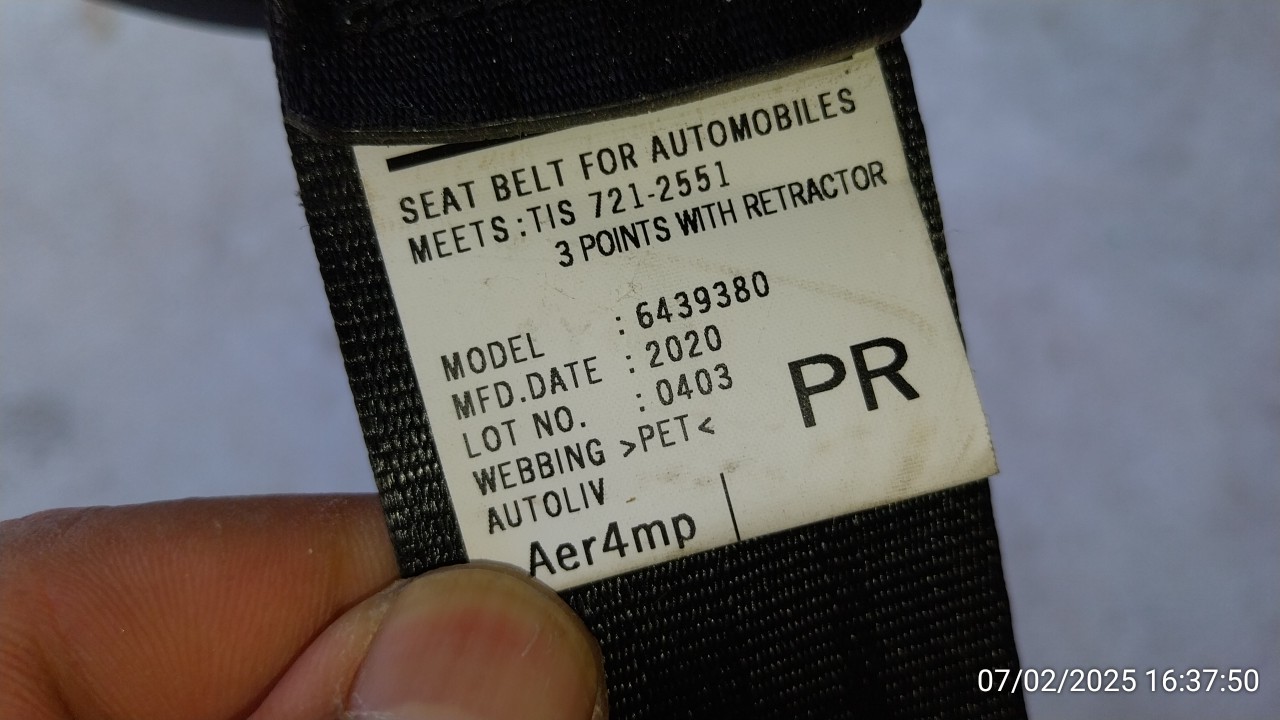 SEAT BELT FOR AUTOMOBILES
MEETS:TIS 721-2551
3 POINTS WITH RETRACTOR
MODEL : 6439380
MFD.DATE : 2020
LOT NO. : 0403
WEBBING >PET<
AUTOLIV
PR
Aer4mp
07/02/2025 16:37:50